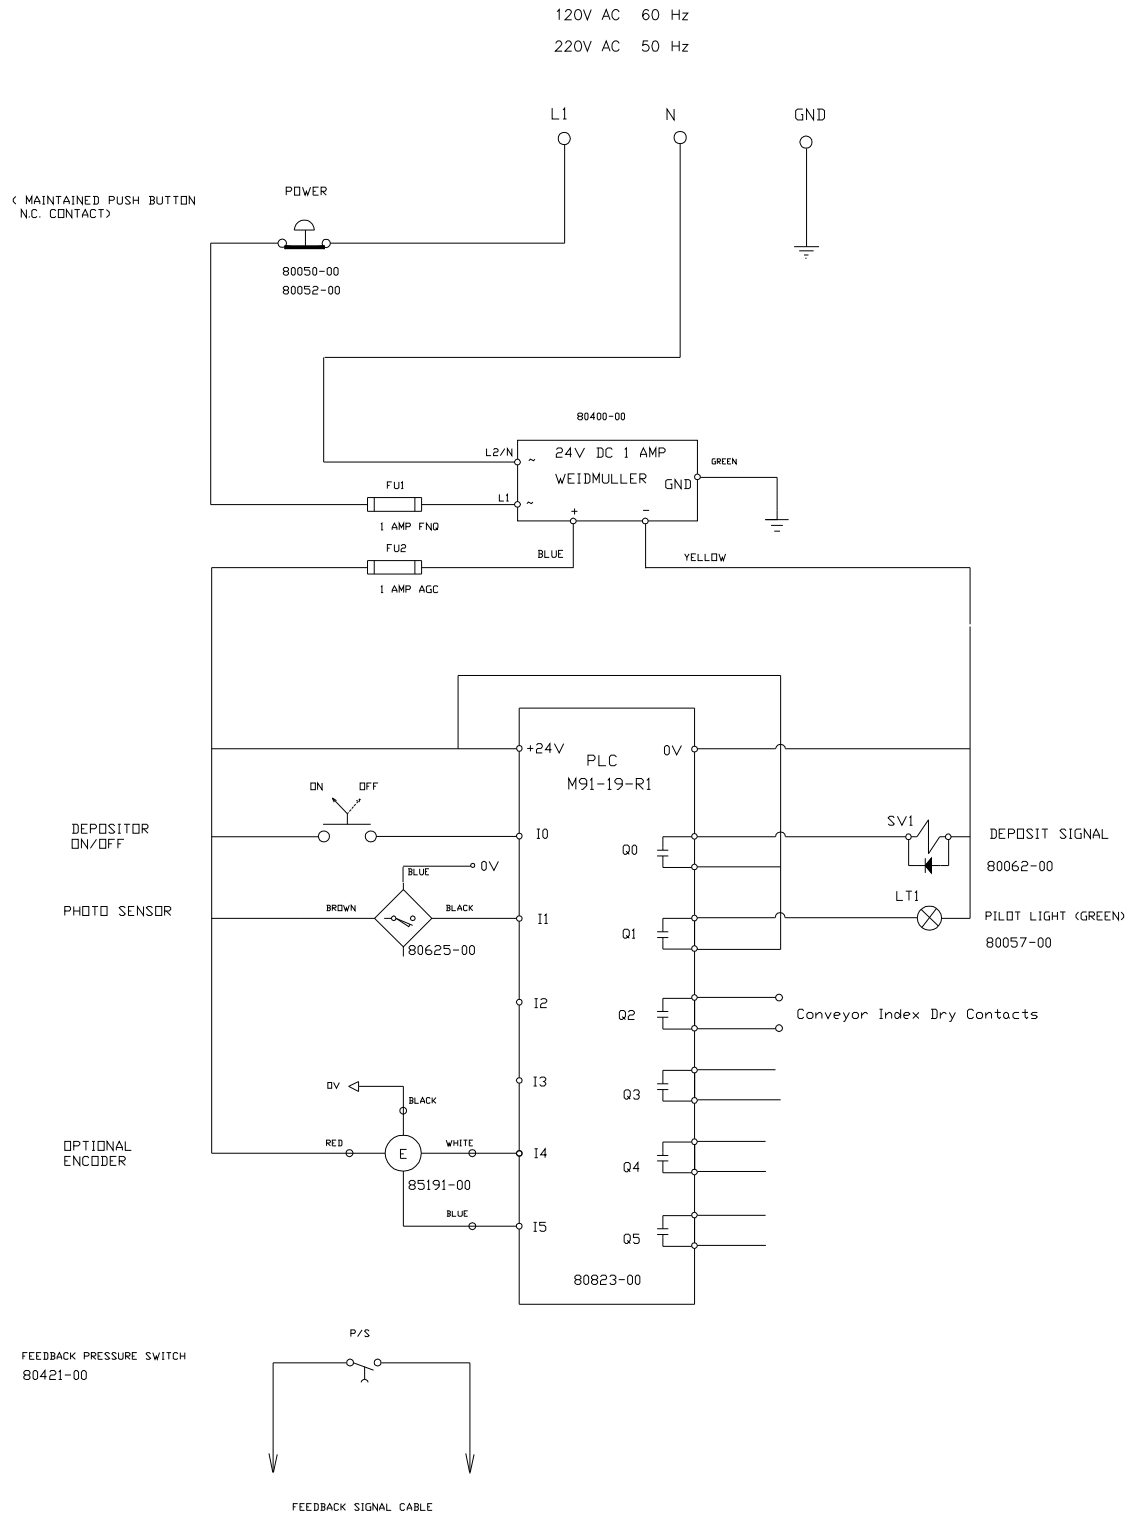 120V AC 60 Hz
220V AC 50 Hz
L1
N
GND
POWER
( MAINTAINED PUSH BUTTON
N.C. CONTACT)
80050-00
80052-00
80400-00
L2/N
~
24V DC 1 AMP
WEIDMULLER
GND
GREEN
FU1
L1
~
1 AMP FNQ
+
-
FU2
BLUE
YELLOW
1 AMP AGC
+24V
0V
PLC
M91-19-R1
ON
OFF
DEPOSITOR
ON/OFF
I0
Q0
SV1
DEPOSIT SIGNAL
80062-00
BLUE
0V
PHOTO SENSOR
BROWN
BLACK
I1
80625-00
Q1
LT1
PILOT LIGHT (GREEN)
80057-00
I2
Q2
Conveyor Index Dry Contacts
I3
Q3
0V
BLACK
OPTIONAL
ENCODER
RED
E
WHITE
I4
Q4
85191-00
BLUE
I5
Q5
80823-00
P/S
FEEDBACK PRESSURE SWITCH
80421-00
FEEDBACK SIGNAL CABLE